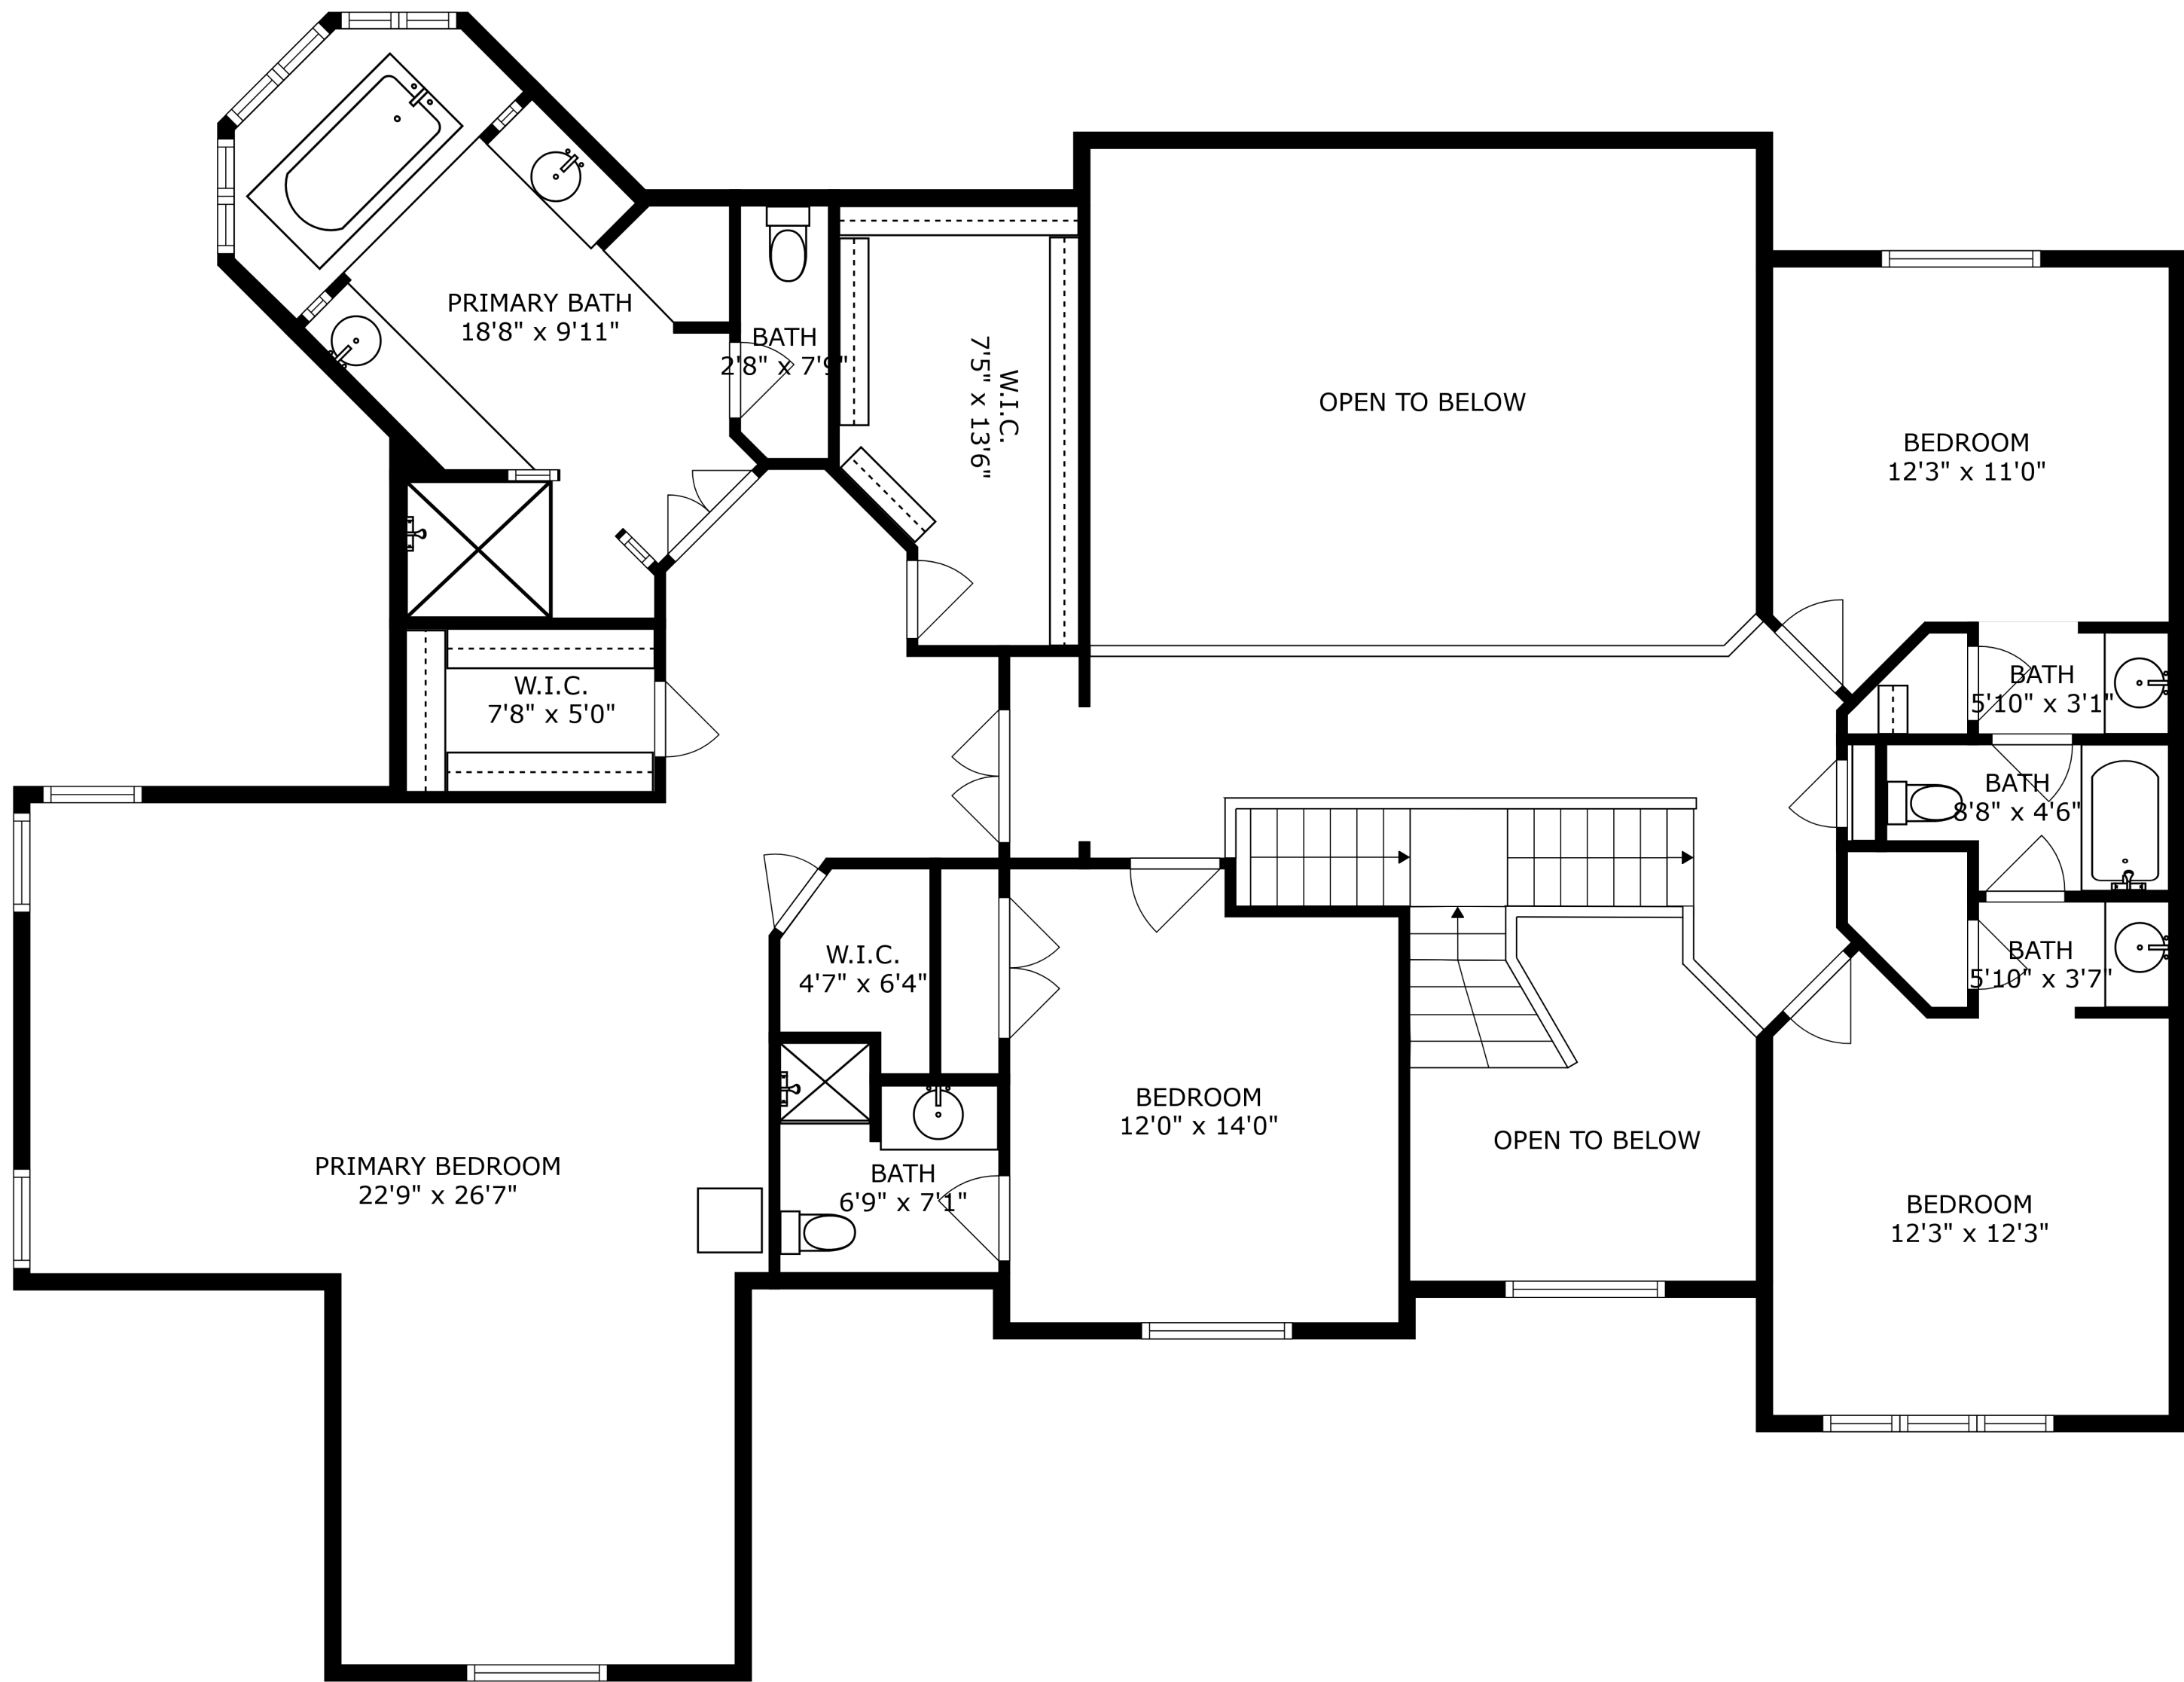 PRIMARY BATH
18'8" x 9'11"
BATH
2'8" x 7'9"
W.I.C.
7'5" x 13'6"
OPEN TO BELOW
BEDROOM
12'3" x 11'0"
W.I.C.
7'8" x 5'0"
BATH
5'10" x 3'1"
BATH
8'8" x 4'6"
W.I.C.
4'7" x 6'4"
BATH
5'10" x 3'7"
BEDROOM
12'0" x 14'0"
OPEN TO BELOW
PRIMARY BEDROOM
22'9" x 26'7"
BATH
6'9" x 7'1"
BEDROOM
12'3" x 12'3"